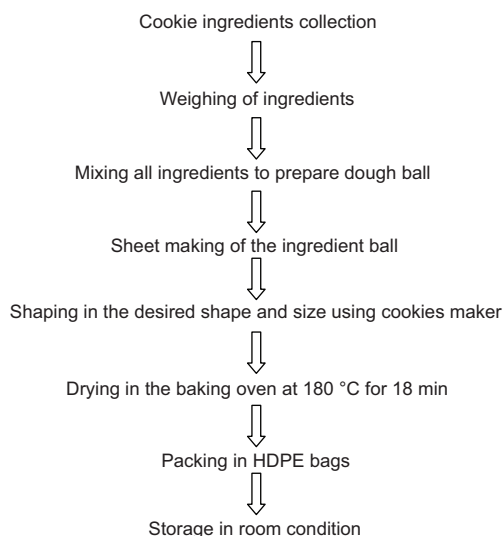 Cookie ingredients collection
Weighing of ingredients
Mixing all ingredients to prepare dough ball
Sheet making of the ingredient ball
Shaping in the desired shape and size using cookies maker
Drying in the baking oven at 180 °C for 18 min
Packing in HDPE bags
Storage in room condition